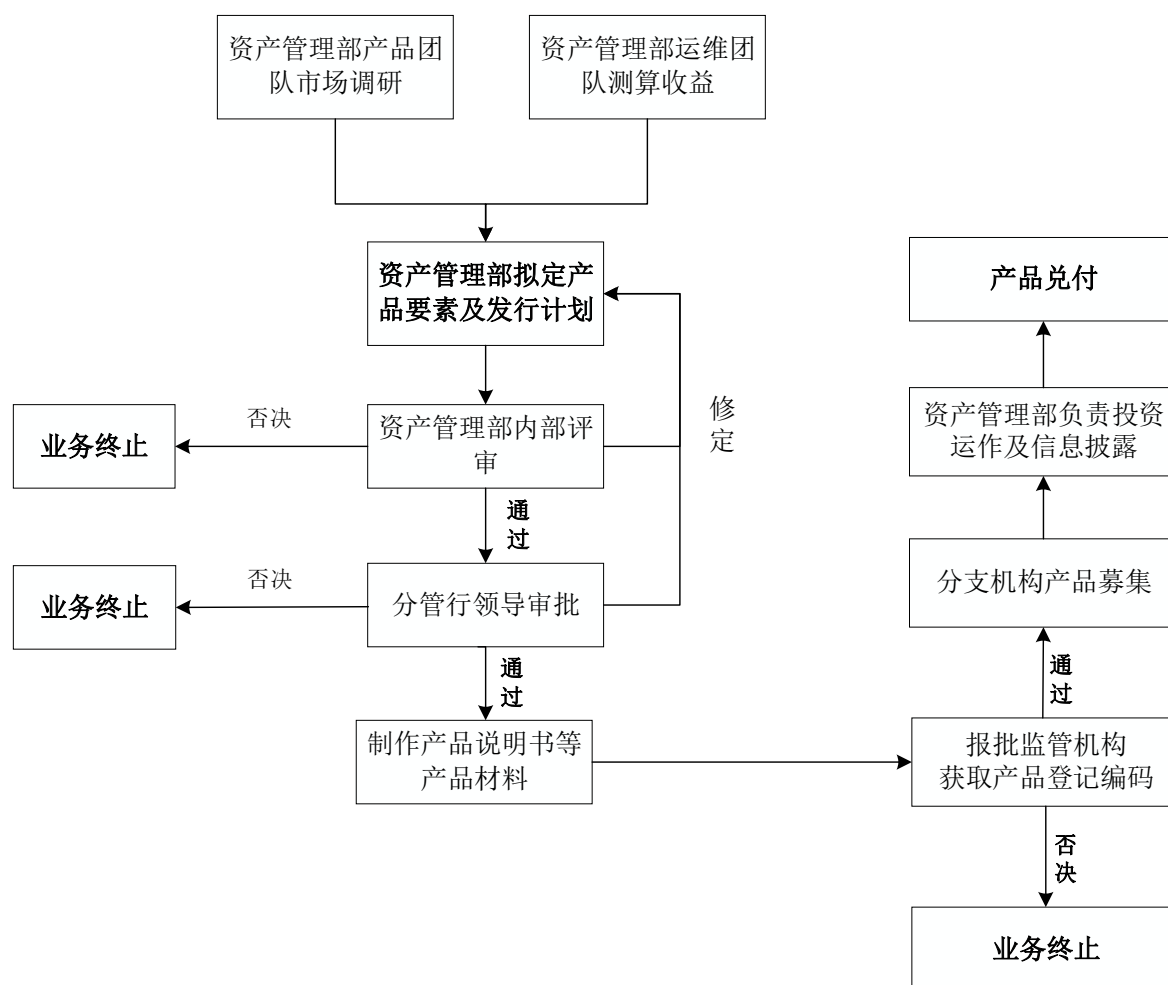 资产管理部产品团
队市场调研
资产管理部运维团
队测算收益
资产管理部拟定产
品要素及发行计划
产品兑付
修
定
资产管理部内部评
审
否决
业务终止
资产管理部负责投资
运作及信息披露
通
过
分管行领导审批
否决
业务终止
分支机构产品募集
通
过
通
过
制作产品说明书等
产品材料
报批监管机构
获取产品登记编码
否
决
业务终止